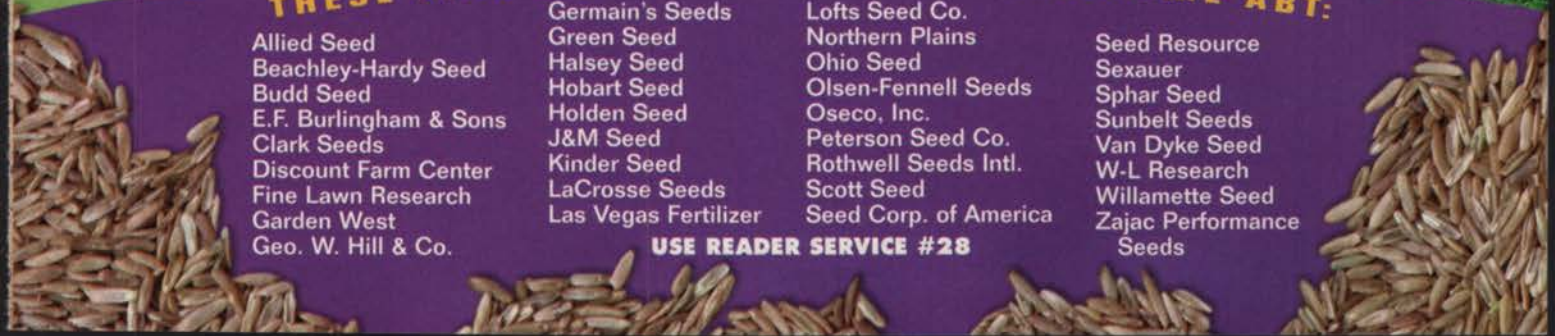 THESE
ABT:
Allied Seed
Beachley-Hardy Seed
Budd Seed
E.F. Burlingham & Sons
Clark Seeds
Discount Farm Center
Fine Lawn Research
Garden West
Geo. W. Hill & Co.
Germain's Seeds
Green Seed
Halsey Seed
Hobart Seed
Holden Seed
J&M Seed
Kinder Seed
LaCrosse Seeds
Las Vegas Fertilizer
Lofts Seed Co.
Northern Plains
Ohio Seed
Olsen-Fennell Seeds
Oseco, Inc.
Peterson Seed Co.
Rothwell Seeds Intl.
Scott Seed
Seed Corp. of America
Seed Resource
Sexauer
Sphar Seed
Sunbelt Seeds
Van Dyke Seed
W-L Research
Willamette Seed
Zajac Performance
Seeds
USE READER SERVICE #28